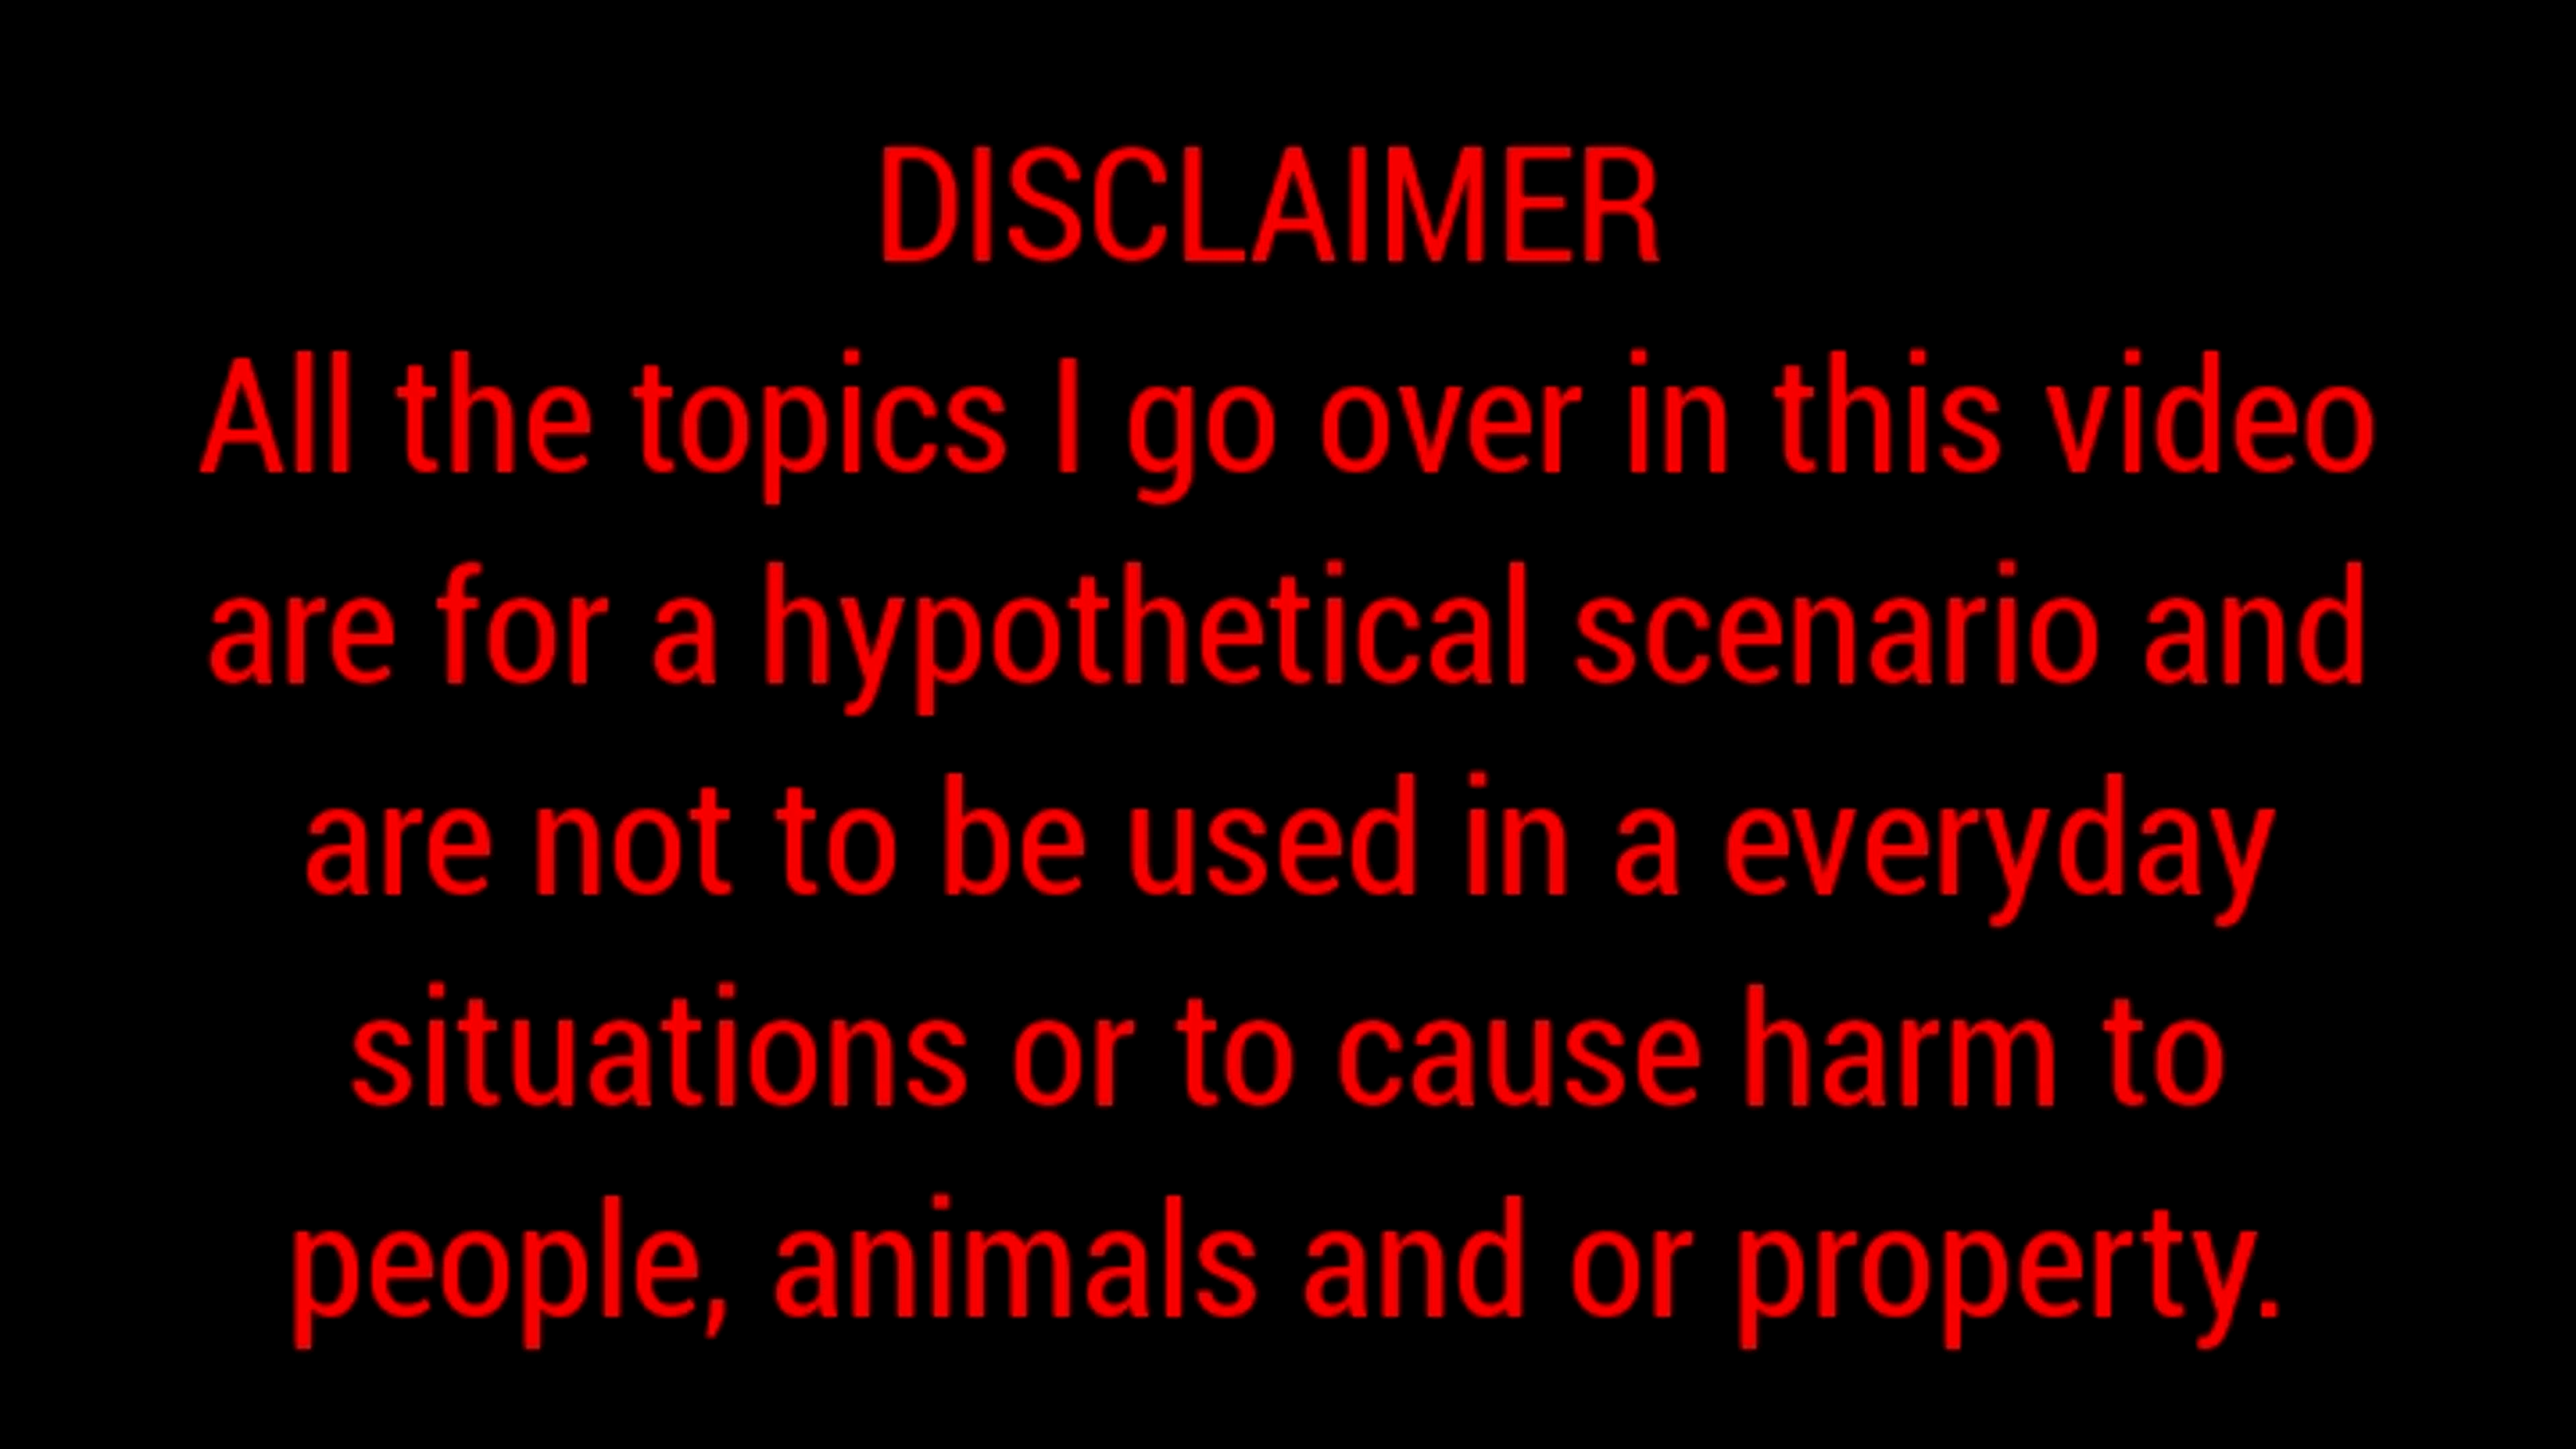 DISCLAIMER
All the topics I go over in this video
are for a hypothetical scenario and
are not to be used in a everyday
situations or to cause harm to
people, animals and or property.